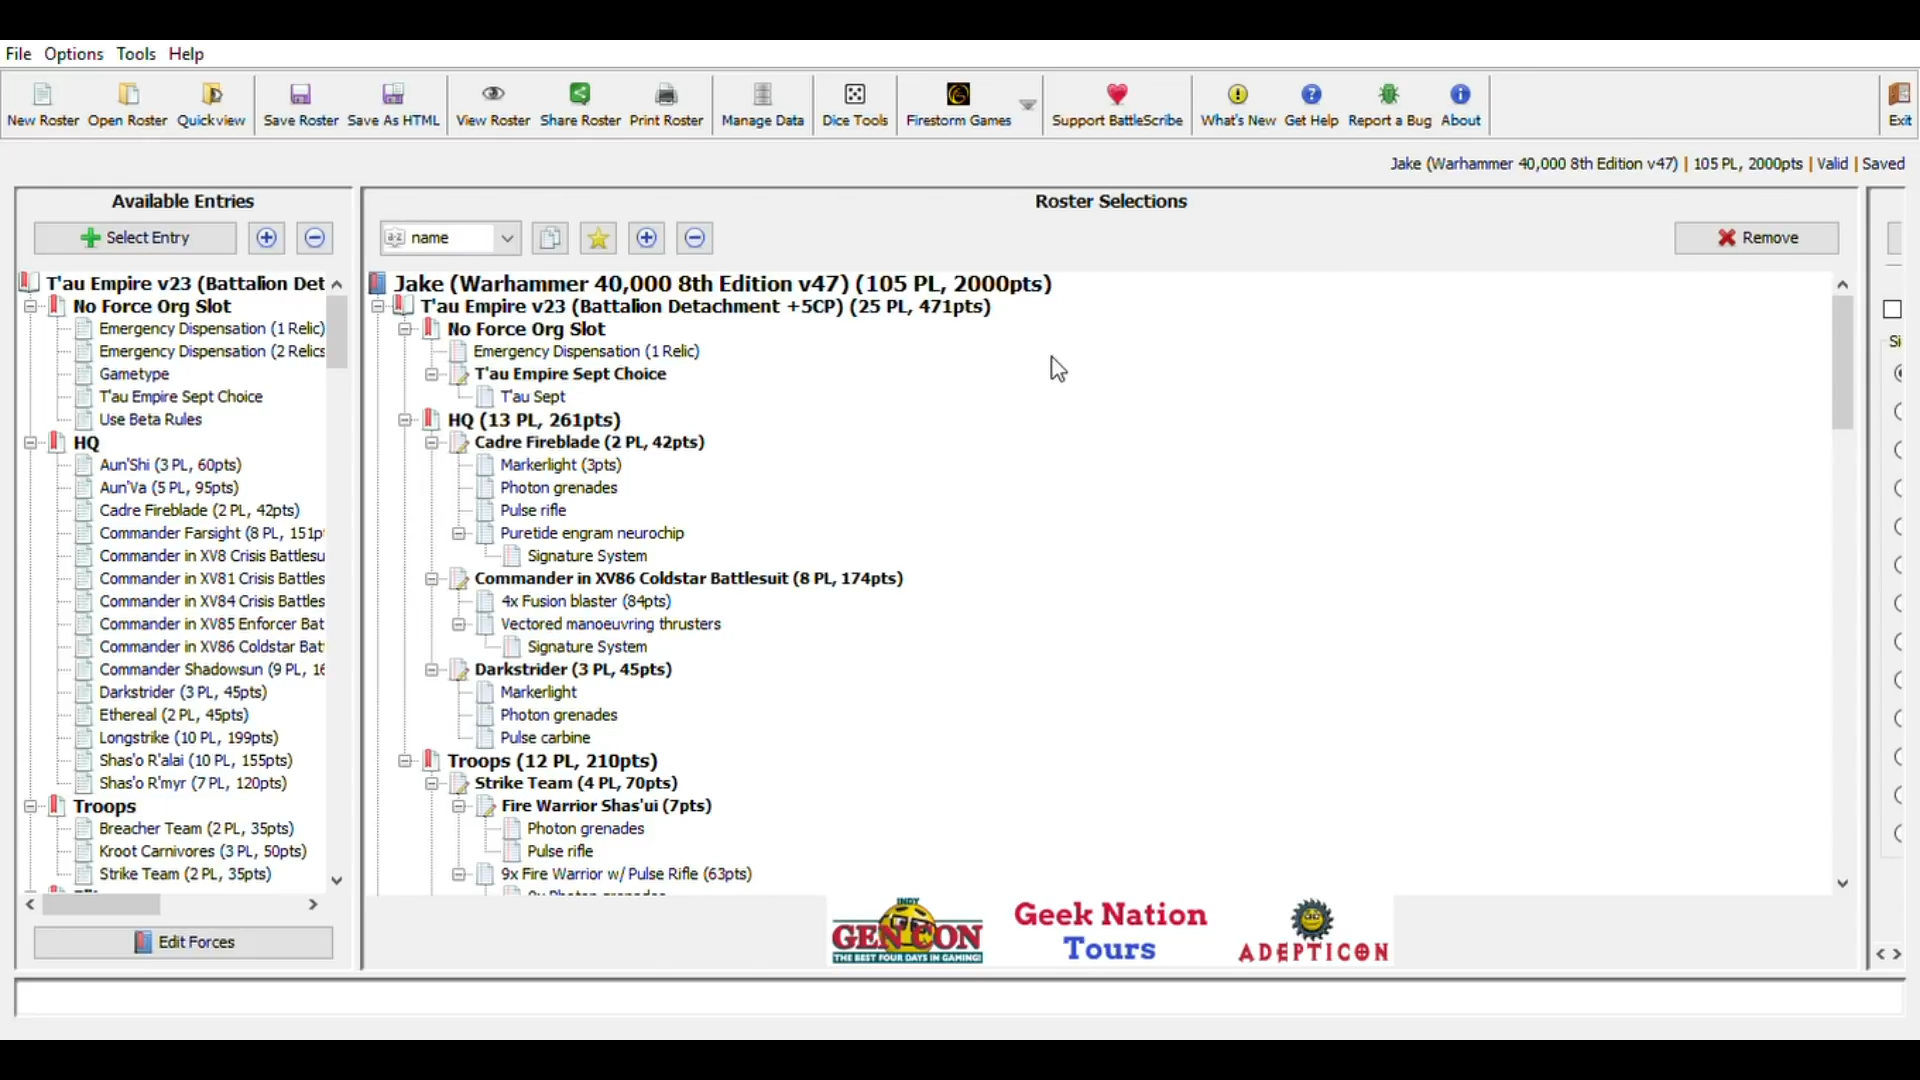 File Options Tools Help
New Roster Open Roster Quickview Save Roster Save As HTML View Roster Share Roster Print Roster Manage Data Dice Tools Firestorm Games Support BattleScribe What's New Get Help Report a Bug About Exit
Jake (Warhammer 40,000 8th Edition v47) | 105 PL, 2000pts | Valid | Saved
Available Entries
Select Entry
T'au Empire v23 (Battalion Det
No Force Org Slot
Emergency Dispensation (1 Relic)
Emergency Dispensation (2 Relics
Gametype
T'au Empire Sept Choice
Use Beta Rules
HQ
Aun'Shi (3 PL, 60pts)
Aun'Va (5 PL, 95pts)
Cadre Fireblade (2 PL, 42pts)
Commander Farsight (8 PL, 151p
Commander in XV8 Crisis Battlesu
Commander in XV81 Crisis Battles
Commander in XV84 Crisis Battles
Commander in XV85 Enforcer Bat
Commander in XV86 Coldstar Bat
Commander Shadowsun (9 PL, 16
Darkstrider (3 PL, 45pts)
Ethereal (2 PL, 45pts)
Longstrike (10 PL, 199pts)
Shas'o R'alai (10 PL, 155pts)
Shas'o R'myr (7 PL, 120pts)
Troops
Breacher Team (2 PL, 35pts)
Kroot Carnivores (3 PL, 50pts)
Strike Team (2 PL, 35pts)
Edit Forces
Roster Selections
a-z name
Remove
Jake (Warhammer 40,000 8th Edition v47) (105 PL, 2000pts)
T'au Empire v23 (Battalion Detachment +5CP) (25 PL, 471pts)
No Force Org Slot
Emergency Dispensation (1 Relic)
T'au Empire Sept Choice
T'au Sept
HQ (13 PL, 261pts)
Cadre Fireblade (2 PL, 42pts)
Markerlight (3pts)
Photon grenades
Pulse rifle
Puretide engram neurochip
Signature System
Commander in XV86 Coldstar Battlesuit (8 PL, 174pts)
4x Fusion blaster (84pts)
Vectored manoeuvring thrusters
Signature System
Darkstrider (3 PL, 45pts)
Markerlight
Photon grenades
Pulse carbine
Troops (12 PL, 210pts)
Strike Team (4 PL, 70pts)
Fire Warrior Shas'ui (7pts)
Photon grenades
Pulse rifle
9x Fire Warrior w/ Pulse Rifle (63pts)
9x Photon grenades
Si
INDY
GEN CON
THE BEST FOUR DAYS IN GAMING!
Geek Nation
Tours
ADEPTICON